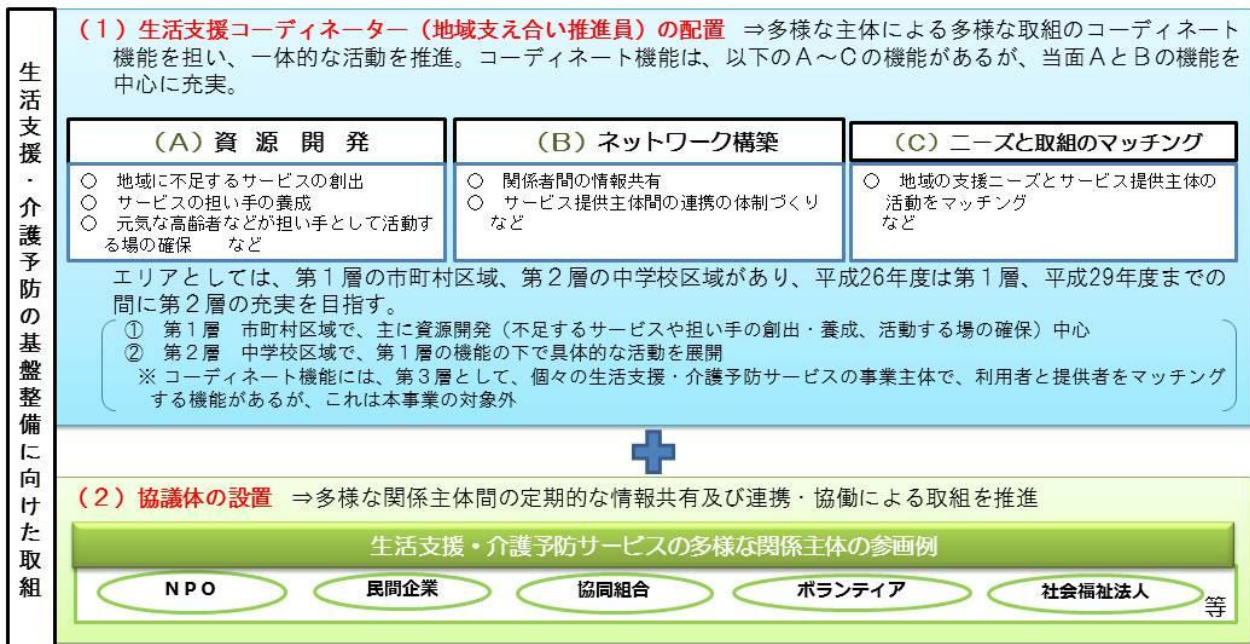 生活支援・介護予防の基盤整備に向けた取組
（１）生活支援コーディネーター（地域支え合い推進員）の配置　⇒多様な主体による多様な取組のコーディネート
機能を担い、一体的な活動を推進。コーディネート機能は、以下のＡ～Ｃの機能があるが、当面ＡとＢの機能を
中心に充実。
（Ａ）資　源　開　発
○　地域に不足するサービスの創出
○　サービスの担い手の養成
○　元気な高齢者などが担い手として活動す
る場の確保　　など
（Ｂ）ネットワーク構築
○　関係者間の情報共有
○　サービス提供主体間の連携の体制づくり
など
（Ｃ）ニーズと取組のマッチング
○　地域の支援ニーズとサービス提供主体の
活動をマッチング
など
エリアとしては、第１層の市町村区域、第２層の中学校区域があり、平成26年度は第１層、平成29年度までの
間に第２層の充実を目指す。
①　第１層　市町村区域で、主に資源開発（不足するサービスや担い手の創出・養成、活動する場の確保）中心
②　第２層　中学校区域で、第１層の機能の下で具体的な活動を展開
※ コーディネート機能には、第３層として、個々の生活支援・介護予防サービスの事業主体で、利用者と提供者をマッチング
する機能があるが、これは本事業の対象外
（２）協議体の設置　⇒多様な関係主体間の定期的な情報共有及び連携・協働による取組を推進
生活支援・介護予防サービスの多様な関係主体の参画例
ＮＰＯ
民間企業
協同組合
ボランティア
社会福祉法人
等